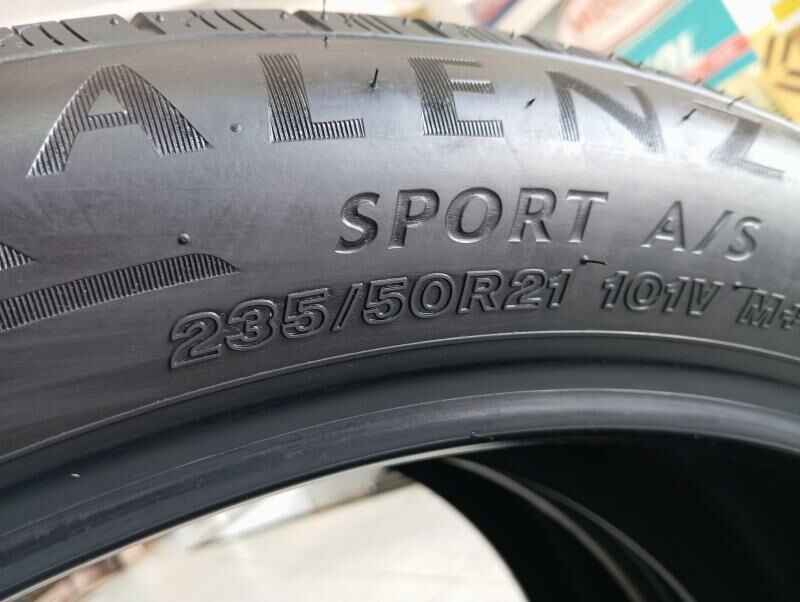 ALENZ
SPORT A/S
235/50R21 101V M+